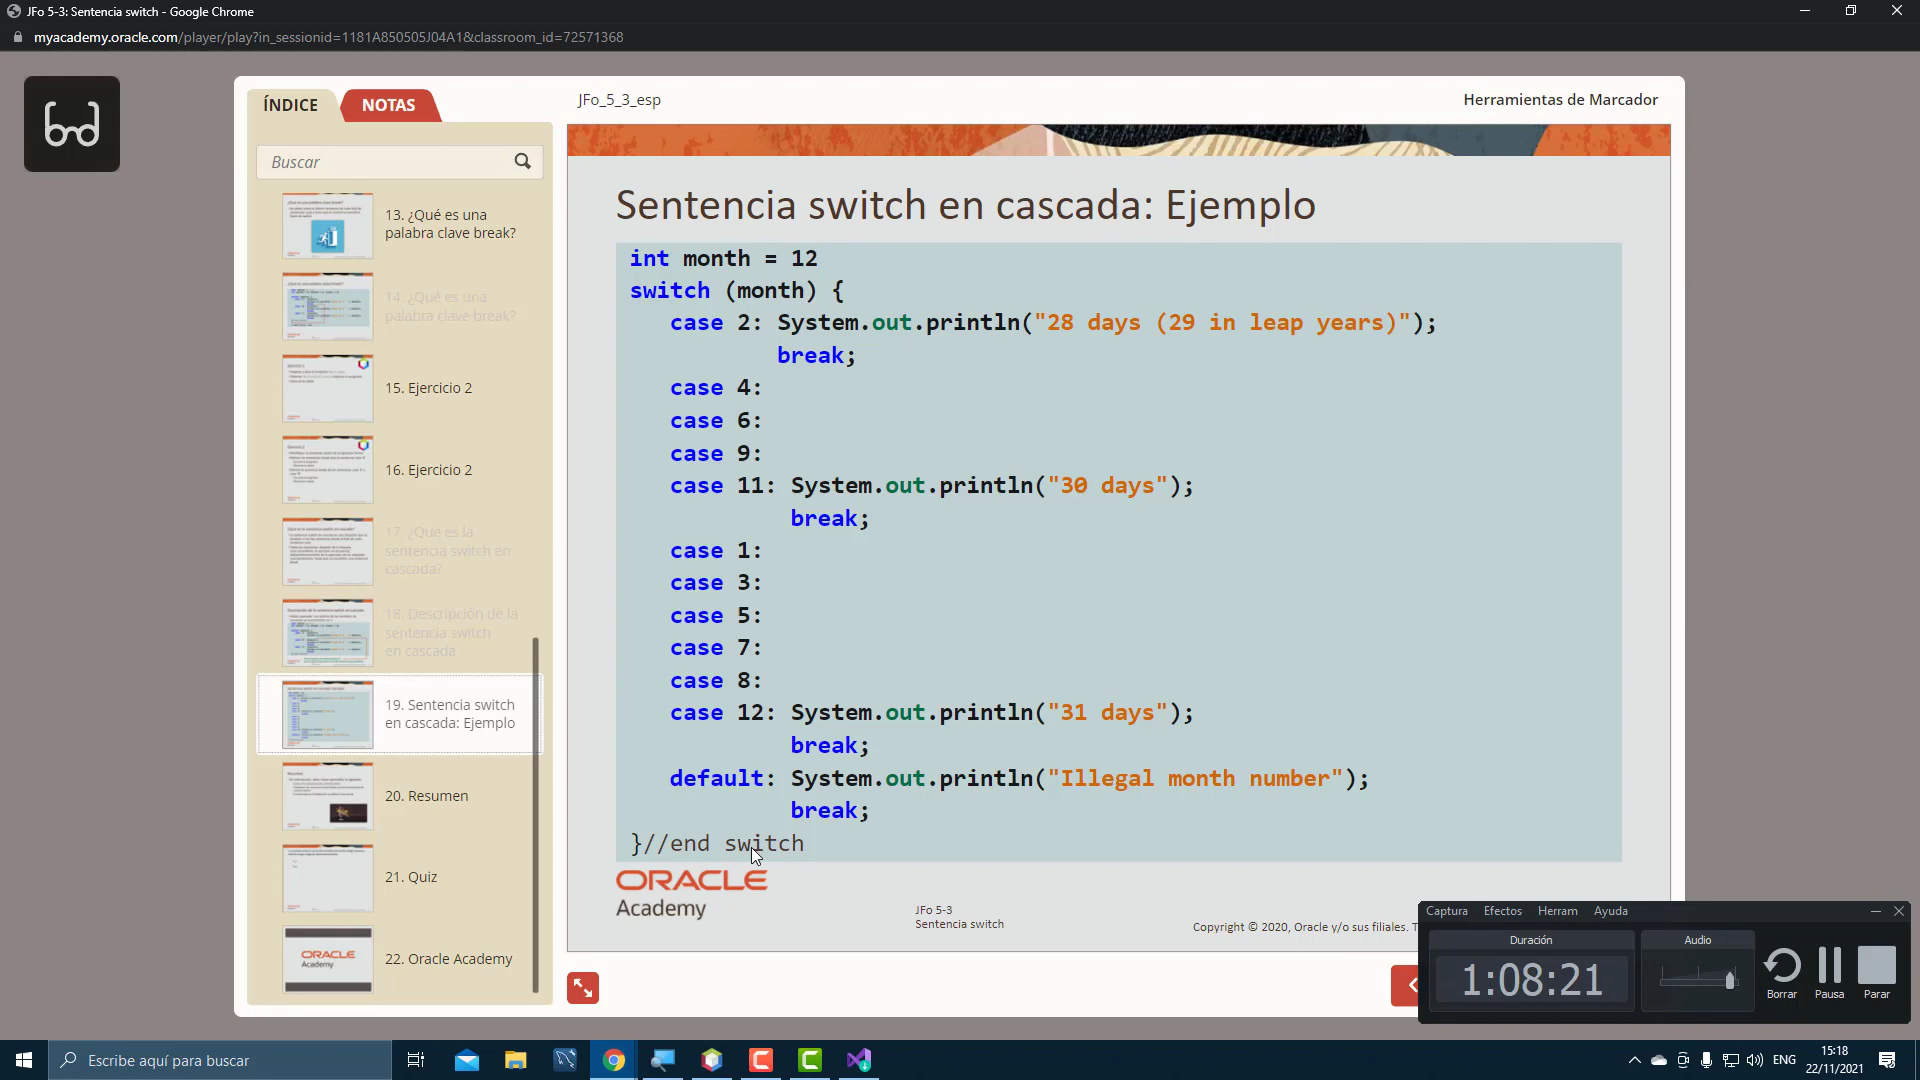 JFo 5-3: Sentencia switch - Google Chrome
myacademy.oracle.com/player/play?in_sessionid=1181A850505J04A1&classroom_id=72571368
ÍNDICE
NOTAS
JFo_5_3_esp
Herramientas de Marcador
Buscar
13. ¿Qué es una
palabra clave break?
14. ¿Qué es una
palabra clave break?
15. Ejercicio 2
16. Ejercicio 2
17. ¿Qué es la
sentencia switch en
cascada?
18. Descripción de la
sentencia switch
en cascada
19. Sentencia switch
en cascada: Ejemplo
20. Resumen
21. Quiz
ORACLE
Academy
22. Oracle Academy
Sentencia switch en cascada: Ejemplo
int month = 12
switch (month) {
case 2: System.out.println("28 days (29 in leap years)");
break;
case 4:
case 6:
case 9:
case 11: System.out.println("30 days");
break;
case 1:
case 3:
case 5:
case 7:
case 8:
case 12: System.out.println("31 days");
break;
default: System.out.println("Illegal month number");
break;
}//end switch
ORACLE
Academy
JFo 5-3
Sentencia switch
Copyright © 2020, Oracle y/o sus filiales. T
Captura Efectos Herram Ayuda
Duración
1:08:21
Audio
Borrar
Pausa
Parar
Escribe aquí para buscar
ENG
15:18
22/11/2021